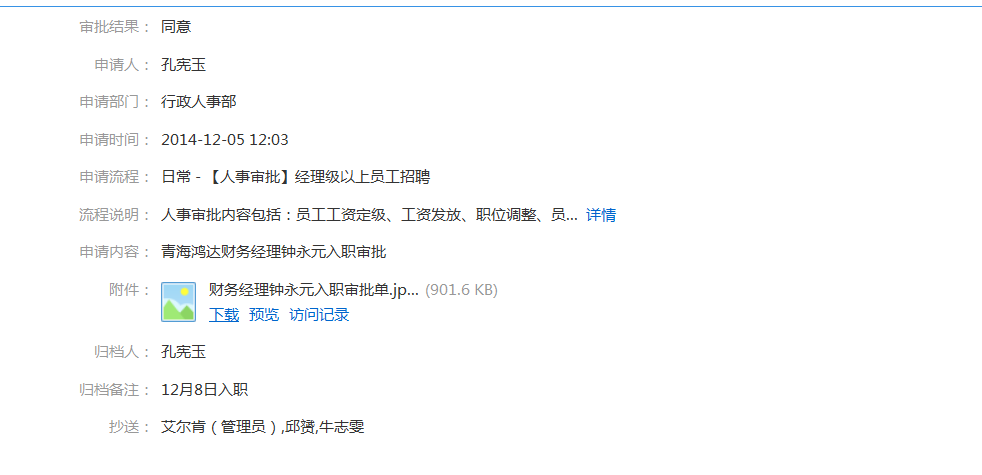 审批结果： 同意
申请人： 孔宪玉
申请部门： 行政人事部
申请时间： 2014-12-05 12:03
申请流程： 日常 - 【人事审批】经理级以上员工招聘
流程说明： 人事审批内容包括：员工工资定级、工资发放、职位调整、员... 详情
申请内容： 青海鸿达财务经理钟永元入职审批
附件： 财务经理钟永元入职审批单.jp... (901.6 KB)
下载 预览 访问记录
归档人： 孔宪玉
归档备注： 12月8日入职
抄送： 艾尔肯（管理员）,邱赟,牛志雯